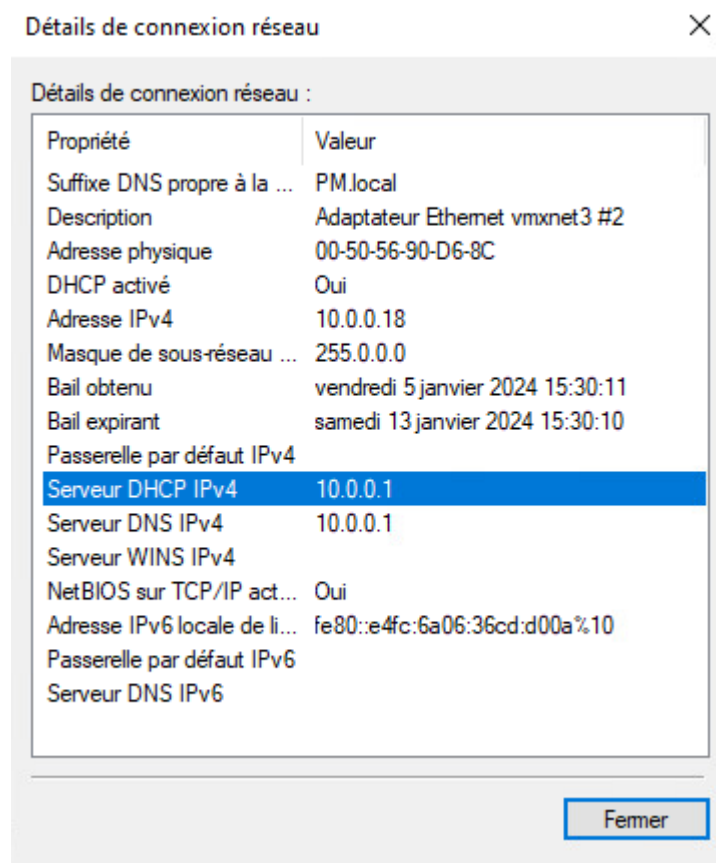 Détails de connexion réseau
Détails de connexion réseau :
Propriété Valeur
Suffixe DNS propre à la ... PM.local
Description Adaptateur Ethernet vmxnet3 #2
Adresse physique 00-50-56-90-D6-8C
DHCP activé Oui
Adresse IPv4 10.0.0.18
Masque de sous-réseau ... 255.0.0.0
Bail obtenu vendredi 5 janvier 2024 15:30:11
Bail expirant samedi 13 janvier 2024 15:30:10
Passerelle par défaut IPv4
Serveur DHCP IPv4 10.0.0.1
Serveur DNS IPv4 10.0.0.1
Serveur WINS IPv4
NetBIOS sur TCP/IP act... Oui
Adresse IPv6 locale de li... fe80::e4fc:6a06:36cd:d00a%10
Passerelle par défaut IPv6
Serveur DNS IPv6
Fermer